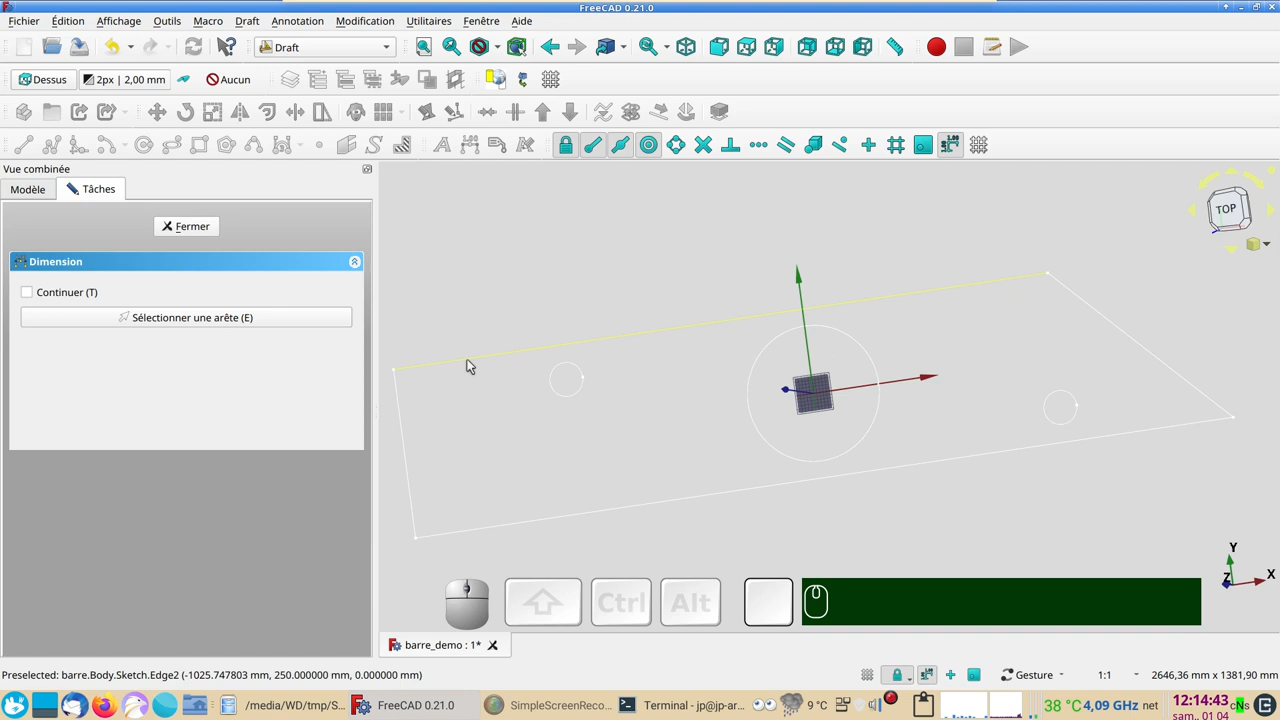 FreeCAD 0.21.0
Fichier Édition Affichage Outils Macro Draft Annotation Modification Utilitaires Fenêtre Aide
Draft
Dessus 2px | 2,00 mm Aucun
Vue combinée
Modèle Tâches
Fermer
Dimension
Continuer (T)
Sélectionner une arête (E)
TOP
Y
Z X
Ctrl Alt
barre_demo : 1*
Preselected: barre.Body.Sketch.Edge2 (-1025.747903 mm, 250.000000 mm, 0.000000 mm)
Gesture 1:1 2646,36 mm x 1381,90 mm
/media/WD/tmp/S... FreeCAD 0.21.0 SimpleScreenReco... Terminal - jp@jp-ar... 9 °C 38 °C 4,09 GHz net 12:14:43 cNs
sam.. 01 04